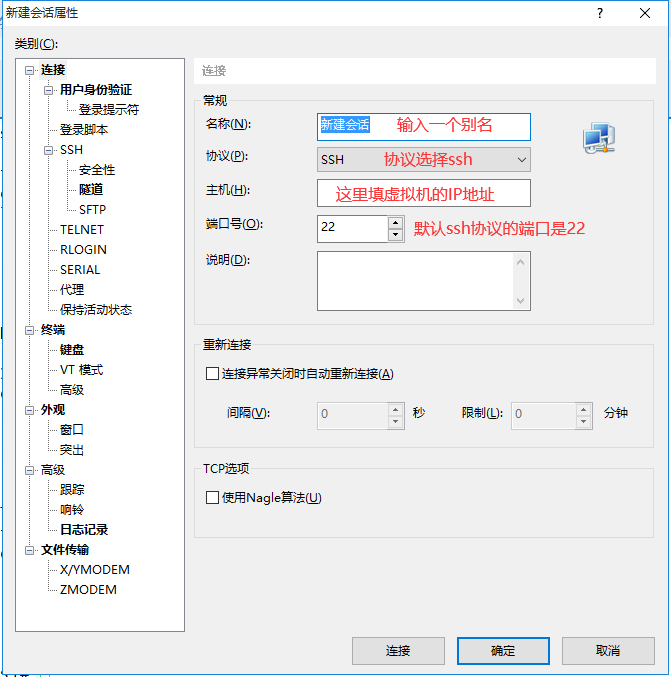 新建会话属性
?
类别(C):
连接
用户身份验证
登录提示符
登录脚本
SSH
安全性
隧道
SFTP
TELNET
RLOGIN
SERIAL
代理
保持活动状态
终端
键盘
VT 模式
高级
外观
窗口
突出
高级
跟踪
响铃
日志记录
文件传输
X/YMODEM
ZMODEM
连接
常规
名称(N): 新建会话 输入一个别名
协议(P): SSH 协议选择ssh
主机(H): 这里填虚拟机的IP地址
端口号(O): 22 默认ssh协议的端口是22
说明(D):
重新连接
连接异常关闭时自动重新连接(A)
间隔(V): 0 秒 限制(L): 0 分钟
TCP选项
使用Nagle算法(U)
连接 确定 取消